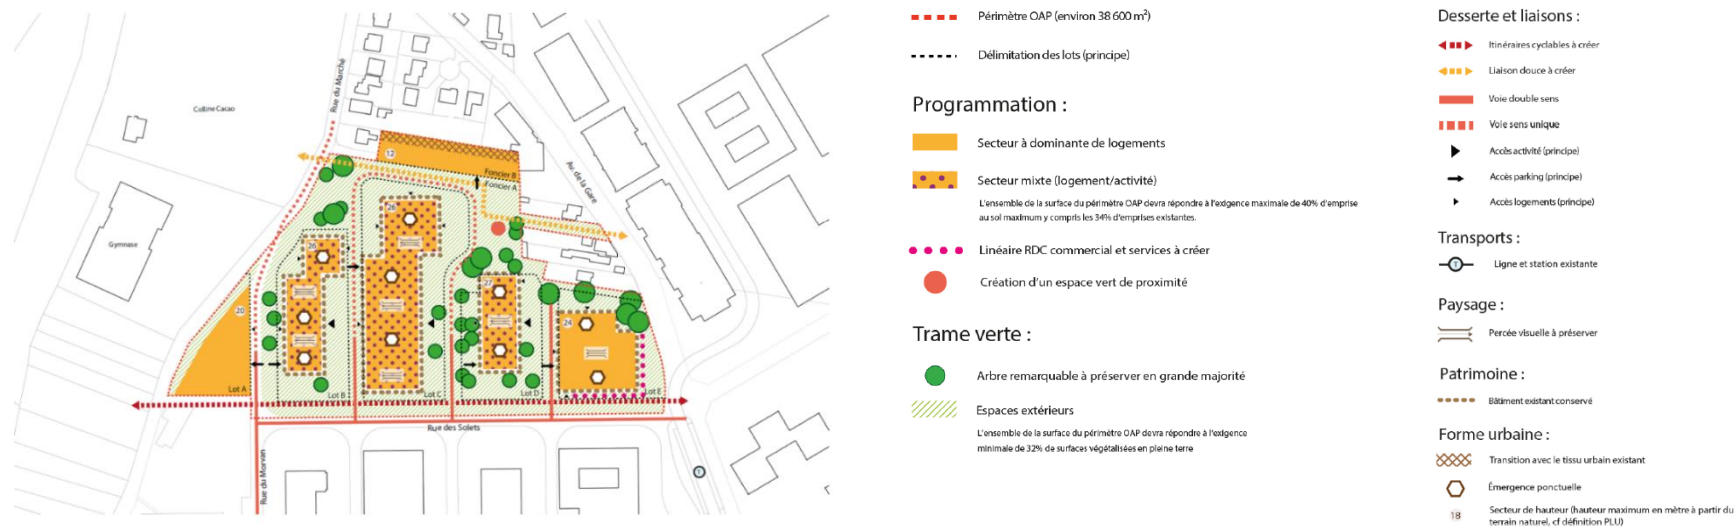 Colline Cacao
Rue du Marché
Gymnase
12
Foncier B
Foncier A
Av. de la Gare
26
20
24
Lot A
Lot B
Lot C
Lot D
Lot E
Rue des Solets
Rue du Morvan
T
Périmètre OAP (environ 38 600 m²)
Délimitation des lots (principe)
Programmation :
Secteur à dominante de logements
Secteur mixte (logement/activité)
L'ensemble de la surface du périmètre OAP devra répondre à l'exigence maximale de 40% d'emprise
au sol maximum y compris les 34% d'emprises existantes.
Linéaire RDC commercial et services à créer
Création d'un espace vert de proximité
Trame verte :
Arbre remarquable à préserver en grande majorité
Espaces extérieurs
L'ensemble de la surface du périmètre OAP devra répondre à l'exigence
minimale de 32% de surfaces végétalisées en pleine terre
Desserte et liaisons :
Itinéraires cyclables à créer
Liaison douce à créer
Voie double sens
Voie sens unique
Accès activité (principe)
Accès parking (principe)
Accès logements (principe)
Transports :
T
Ligne et station existante
Paysage :
Percée visuelle à préserver
Patrimoine :
Bâtiment existant conservé
Forme urbaine :
Transition avec le tissu urbain existant
Émergence ponctuelle
18
Secteur de hauteur (hauteur maximum en mètre à partir du
terrain naturel, cf définition PLU)